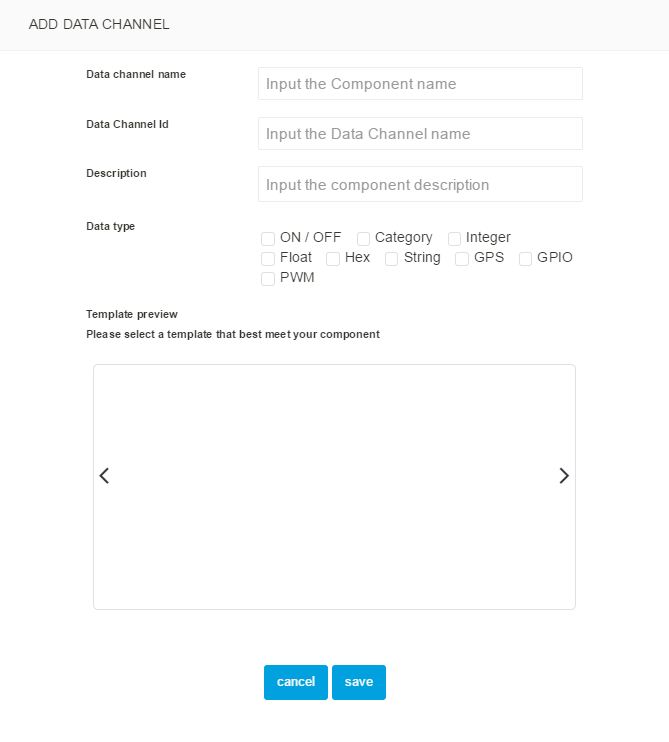 ADD DATA CHANNEL
Data channel name
Input the Component name
Data Channel Id
Input the Data Channel name
Description
Input the component description
Data type
ON / OFF Category Integer
Float Hex String GPS GPIO
PWM
Template preview
Please select a template that best meet your component
cancel save